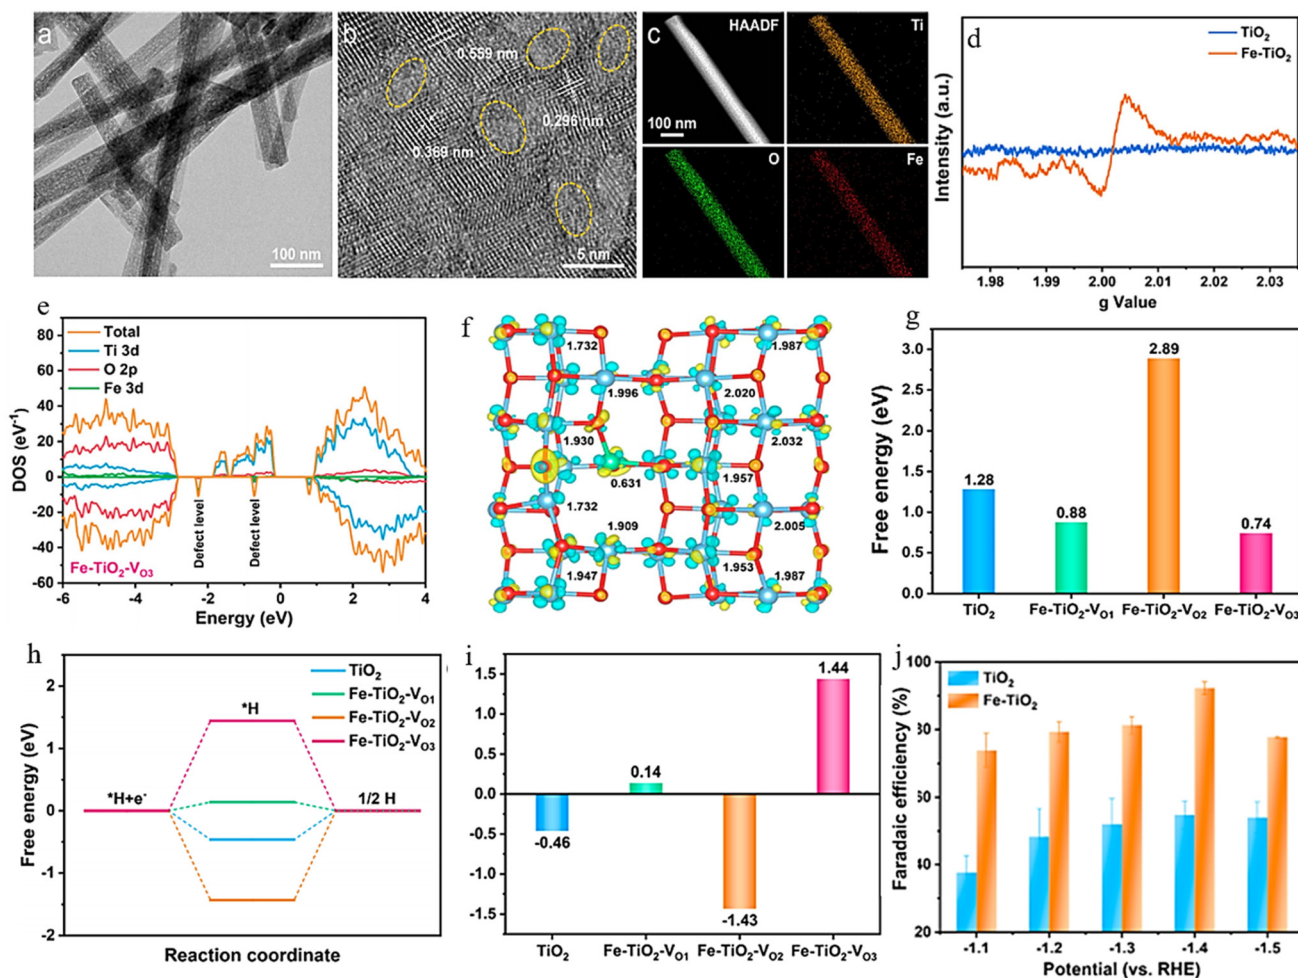 a
100 nm
b
0.559 nm
0.296 nm
0.369 nm
5 nm
c
HAADF
100 nm
Ti
O
Fe
d
TiO2
Fe-TiO2
Intensity (a.u.)
1.98 1.99 2.00 2.01 2.02 2.03
g Value
e
Total
Ti 3d
O 2p
Fe 3d
DOS (eV-1)
80
60
40
20
0
-20
-40
-60
Defect level
Defect level
Fe-TiO2-VO3
-6 -4 -2 0 2 4
Energy (eV)
f
1.732 1.987
1.996 2.020
1.930 2.032
0.631 1.957
1.732 2.005
1.909
1.947 1.953 1.987
g
Free energy (eV)
3.0
2.5
2.0
1.5
1.0
0.5
0.0
1.28
0.88
2.89
0.74
TiO2 Fe-TiO2-VO1 Fe-TiO2-VO2 Fe-TiO2-VO3
h
Free energy (eV)
2
1
0
-1
-2
TiO2
Fe-TiO2-VO1
Fe-TiO2-VO2
Fe-TiO2-VO3
*H
*H+e-
1/2 H
Reaction coordinate
i
1.5
1.0
0.5
0.0
-0.5
-1.0
-1.5
-0.46
0.14
-1.43
1.44
TiO2 Fe-TiO2-VO1 Fe-TiO2-VO2 Fe-TiO2-VO3
j
TiO2
Fe-TiO2
Faradaic efficiency (%)
100
80
60
40
20
-1.1 -1.2 -1.3 -1.4 -1.5
Potential (vs. RHE)